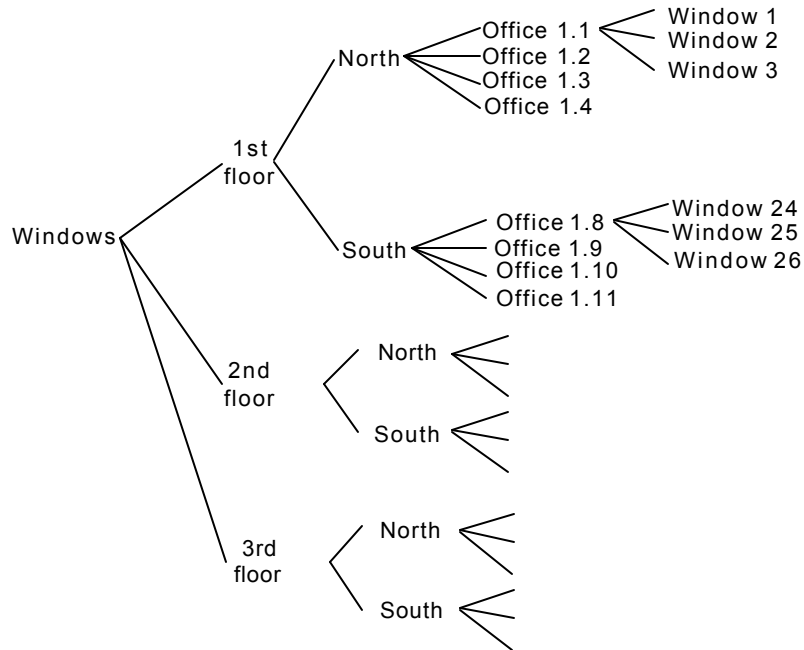 Windows
1st
floor
North
Office 1.1
Office 1.2
Office 1.3
Office 1.4
Window 1
Window 2
Window 3
South
Office 1.8
Office 1.9
Office 1.10
Office 1.11
Window 24
Window 25
Window 26
2nd
floor
North
South
3rd
floor
North
South